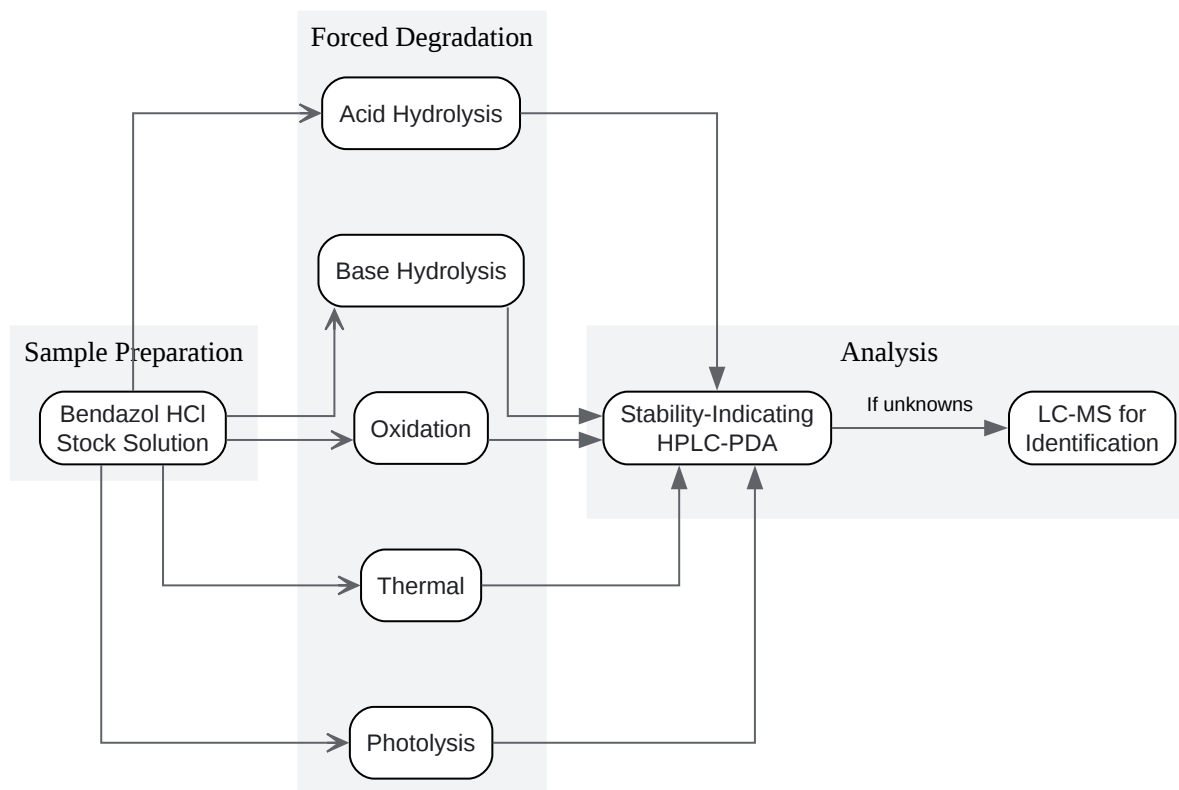 Forced Degradation
Acid Hydrolysis
Base Hydrolysis
Sample Preparation
Analysis
Bendazol HCl
Stock Solution
Oxidation
Stability-Indicating
HPLC-PDA
If unknowns
LC-MS for
Identification
Thermal
Photolysis